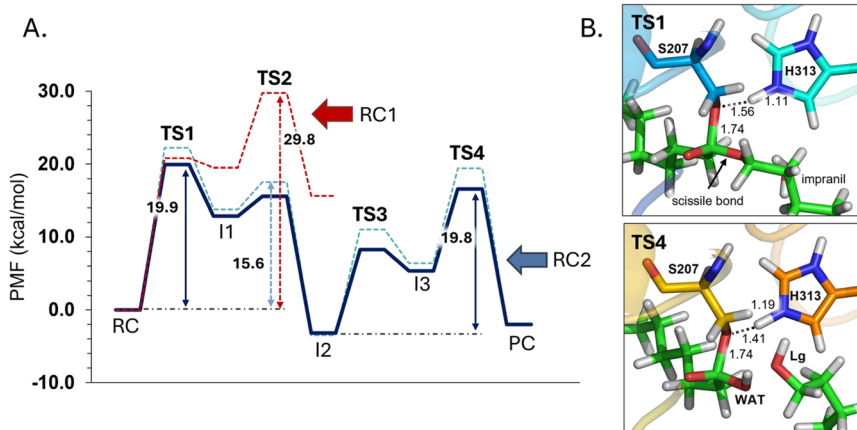 A.
PMF (kcal/mol)
30.0
20.0
10.0
0.0
-10.0
RC
TS1
19.9
I1
TS2
29.8
15.6
RC1
I2
TS3
I3
TS4
19.8
RC2
PC
B.
TS1
S207
H313
1.56
1.11
1.74
impranil
scissile bond
TS4
S207
H313
1.19
1.41
1.74
Lg
WAT